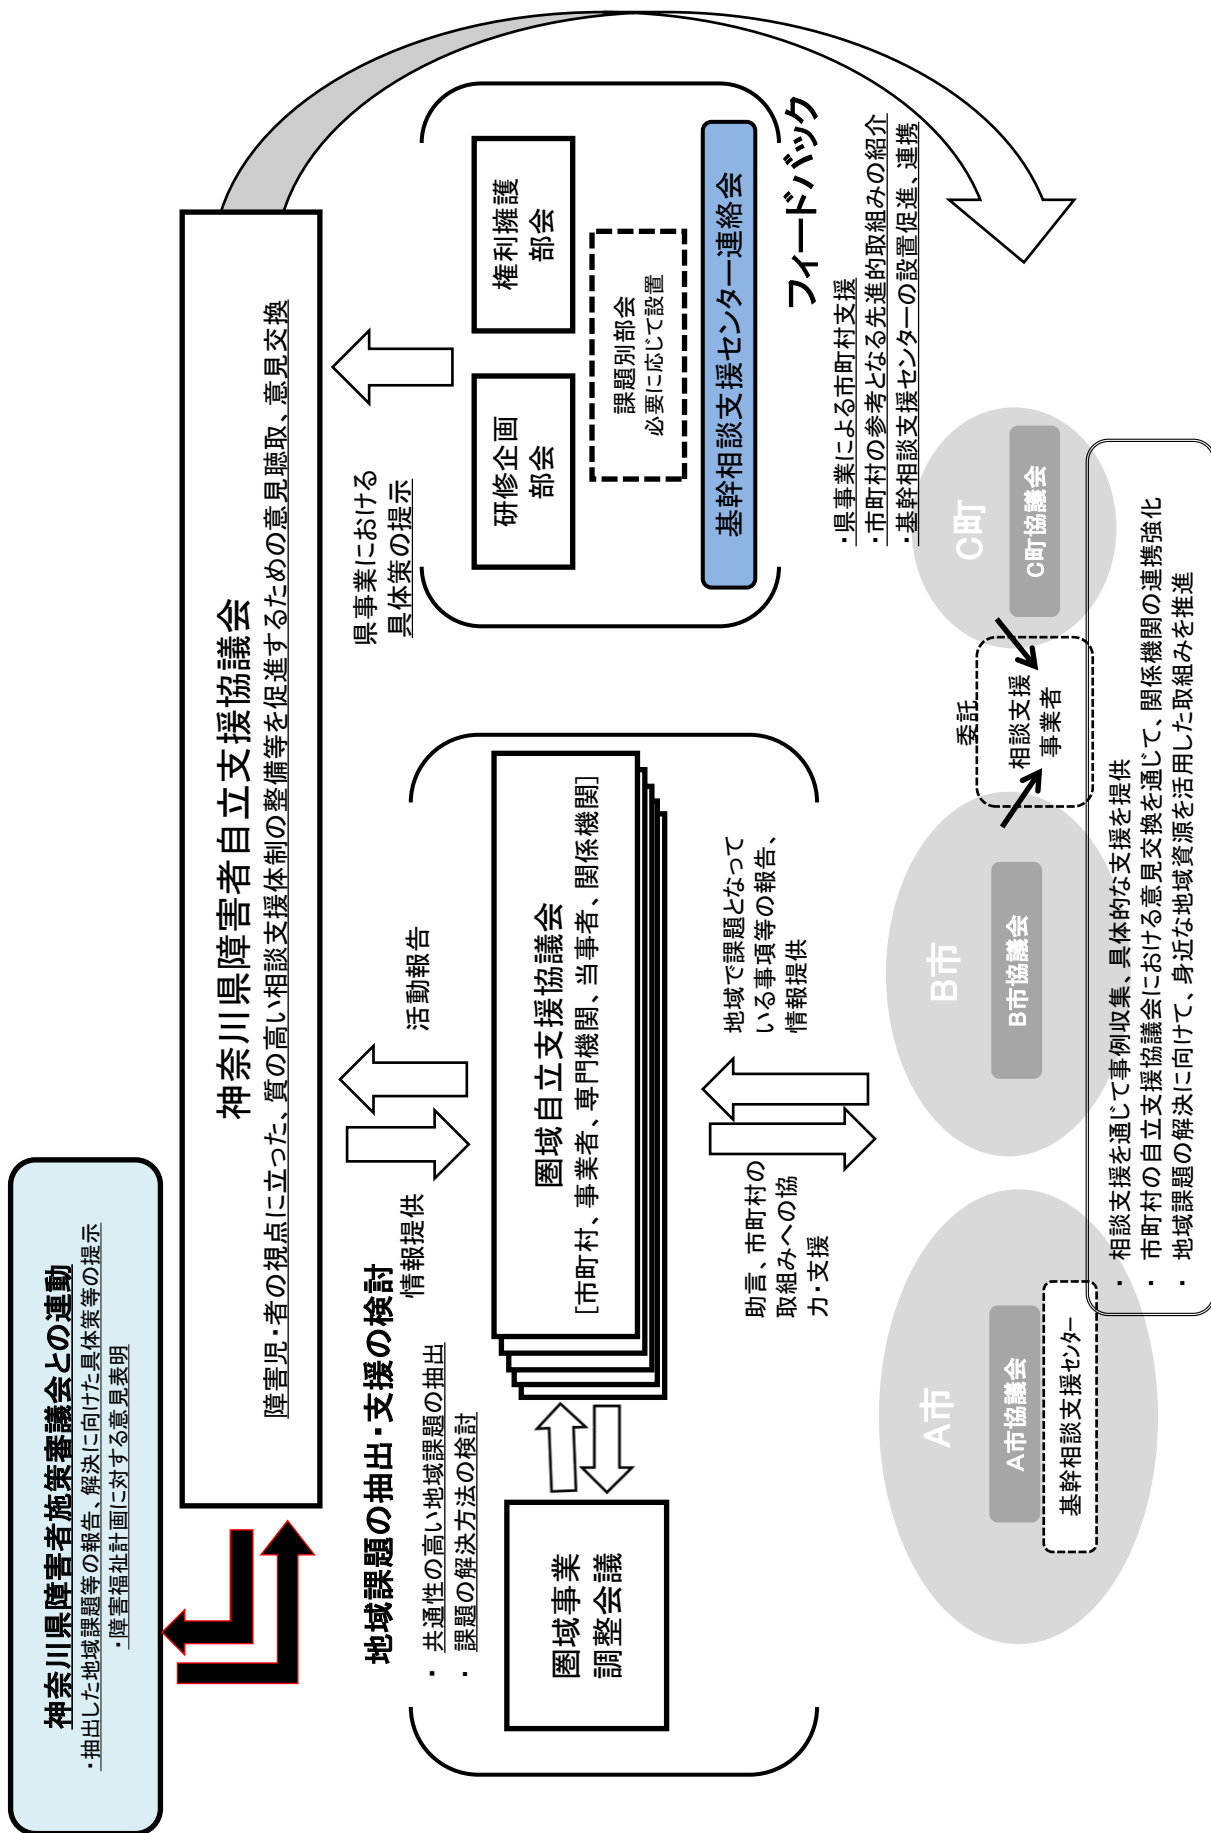 神奈川県障害者施策審議会との連動
・抽出した地域課題等の報告、解決に向けた具体策等の提示
・障害福祉計画に対する意見表明
神奈川県障害者自立支援協議会
障害児・者の視点に立った、質の高い相談支援体制の整備等を促進するための意見聴取、意見交換
地域課題の抽出・支援の検討
・ 共通性の高い地域課題の抽出
・ 課題の解決方法の検討
情報提供
活動報告
県事業における
具体策の提示
圏域事業
調整会議
圏域自立支援協議会
[市町村、事業者、専門機関、当事者、関係機関]
研修企画
部会
権利擁護
部会
課題別部会
必要に応じて設置
基幹相談支援センター連絡会
フィードバック
・県事業による市町村支援
・市町村の参考となる先進的取組みの紹介
・基幹相談支援センターの設置促進、連携
助言、市町村の
取組みへの協
力・支援
地域で課題となって
いる事項等の報告、
情報提供
A市
A市協議会
基幹相談支援センター
B市
B市協議会
委託
相談支援
事業者
C町
C町協議会
・ 相談支援を通じて事例収集、具体的な支援を提供
・ 市町村の自立支援協議会における意見交換を通じて、関係機関の連携強化
・ 地域課題の解決に向けて、身近な地域資源を活用した取組みを推進